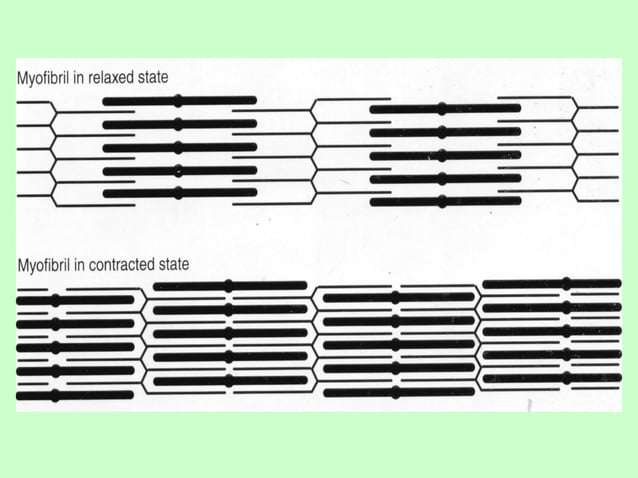 Myofibril in relaxed state
Myofibril in contracted state